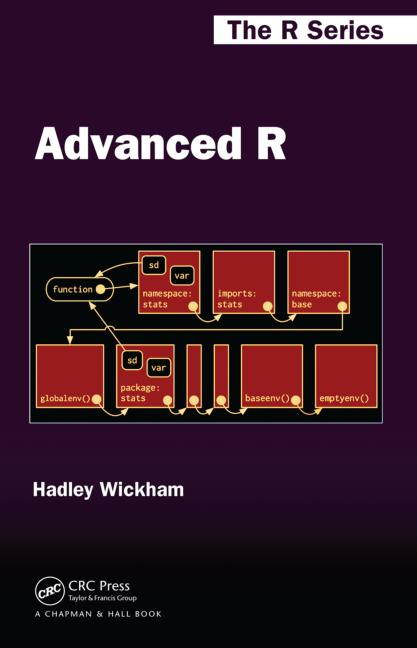 The R Series
Advanced R
sd
var
function
namespace:
stats
imports:
stats
namespace:
base
sd
var
globalenv()
package:
stats
baseenv()
emptyenv()
Hadley Wickham
CRC
CRC Press
Taylor & Francis Group
A CHAPMAN & HALL BOOK